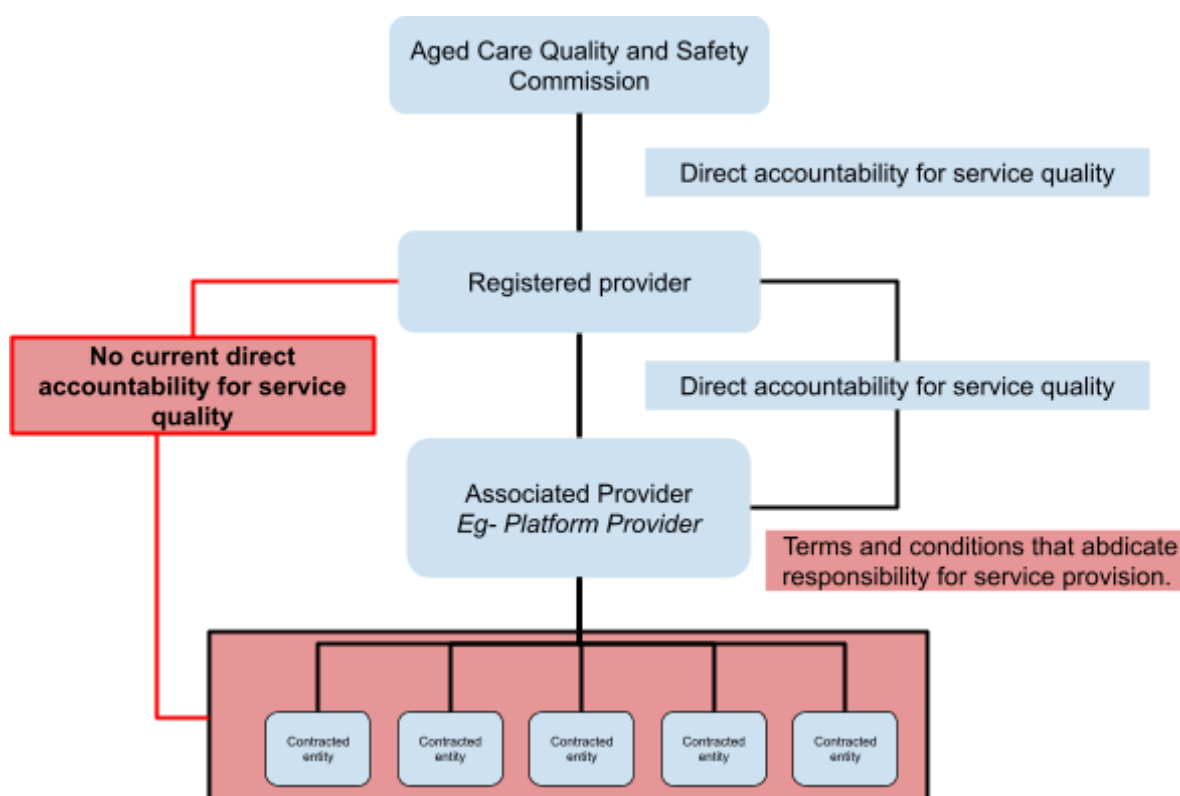 Aged Care Quality and Safety
Commission
Direct accountability for service quality
Registered provider
No current direct
accountability for service
quality
Direct accountability for service quality
Associated Provider
Eg- Platform Provider
Terms and conditions that abdicate
responsibility for service provision.
Contracted
entity
Contracted
entity
Contracted
entity
Contracted
entity
Contracted
entity